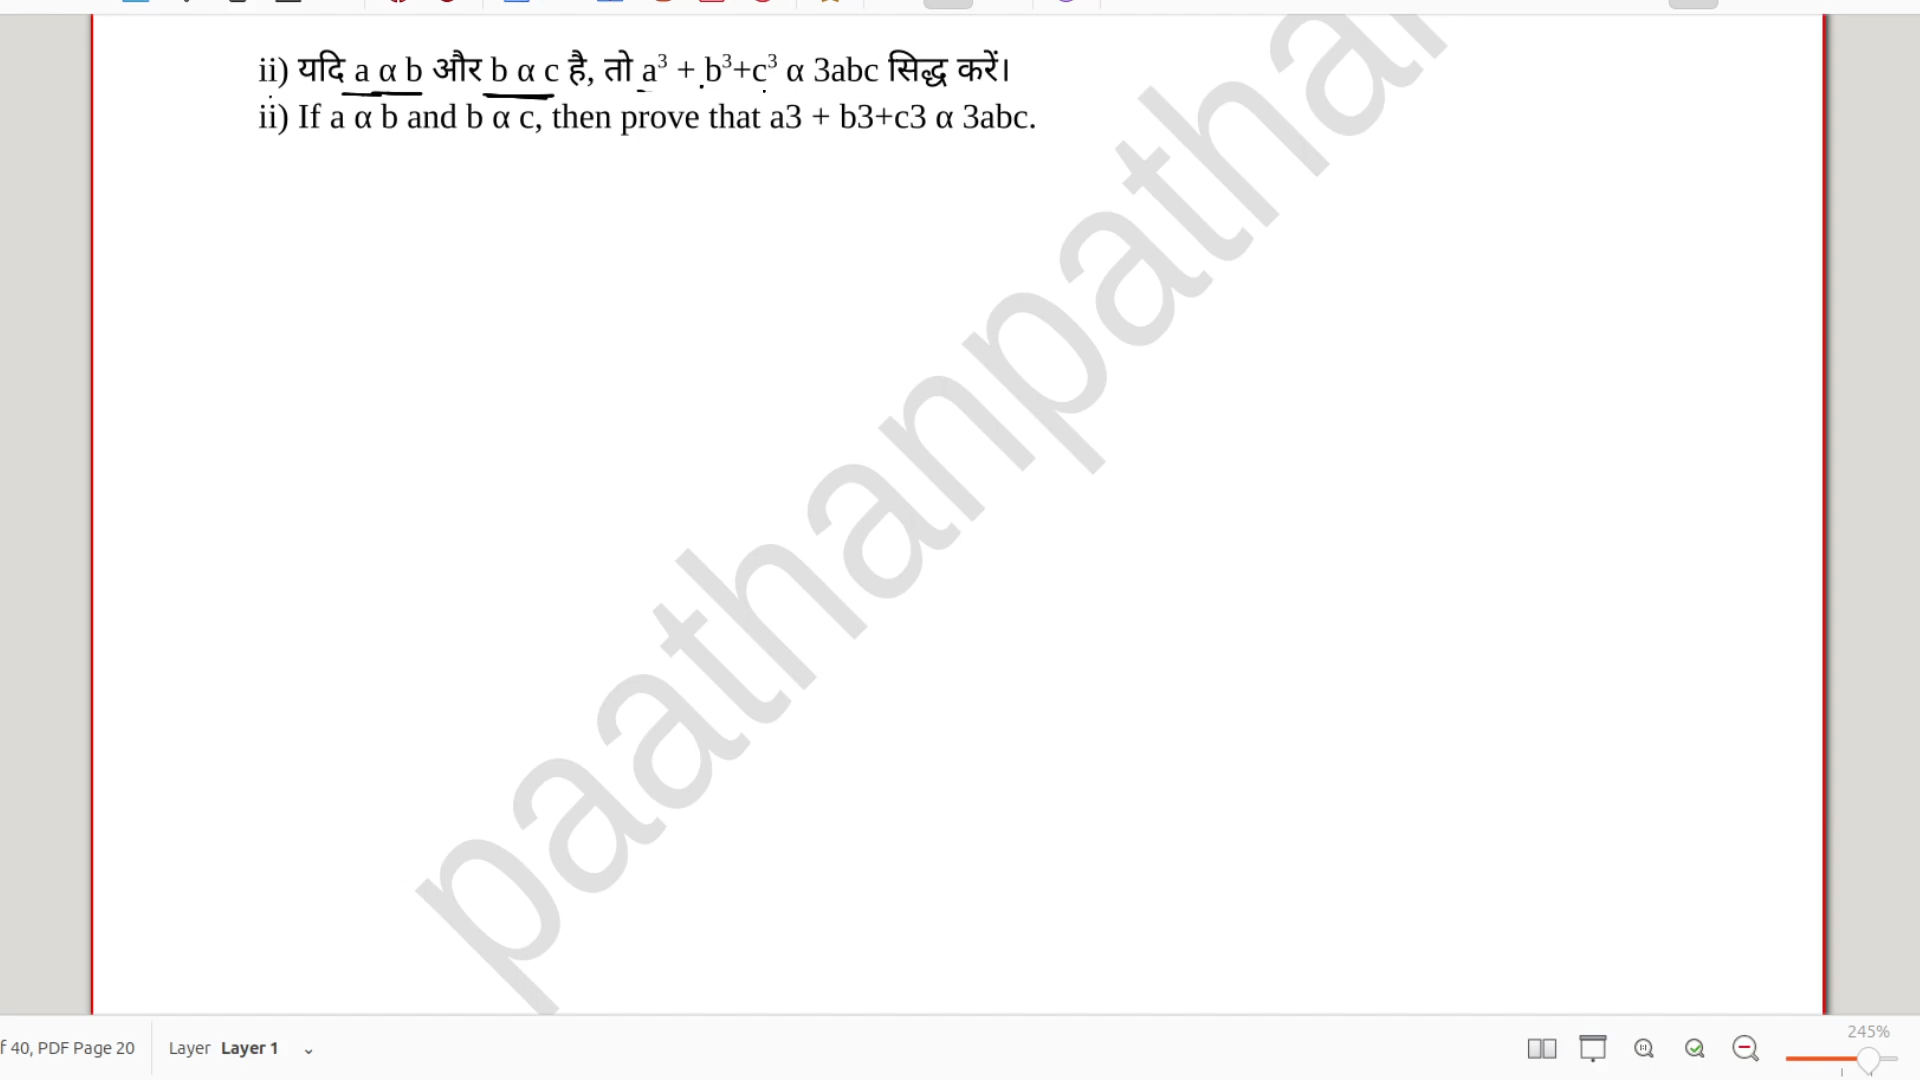 ii) यदि a α b और b α c है, तो a³ + b³+c³ α 3abc सिद्ध करें।
ii) If a α b and b α c, then prove that a3 + b3+c3 α 3abc.
paathanpatha
f 40, PDF Page 20
Layer Layer 1
245%